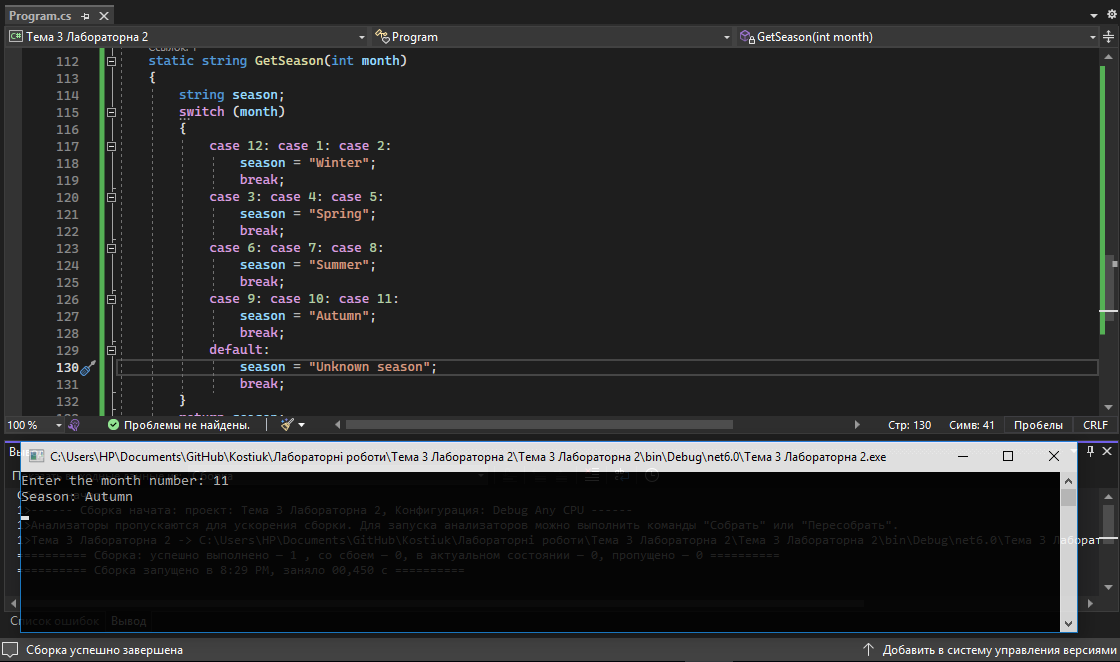 Program.cs
Тема 3 Лабораторна 2 Program GetSeason(int month)
112 static string GetSeason(int month)
113 {
114 string season;
115 switch (month)
116 {
117 case 12: case 1: case 2:
118 season = "Winter";
119 break;
120 case 3: case 4: case 5:
121 season = "Spring";
122 break;
123 case 6: case 7: case 8:
124 season = "Summer";
125 break;
126 case 9: case 10: case 11:
127 season = "Autumn";
128 break;
129 default:
130 season = "Unknown season";
131 break;
132 }
100 % Проблемы не найдены. Стр: 130 Симв: 41 Пробелы CRLF
C:\Users\HP\Documents\GitHub\Kostiuk\Лабораторні роботи\Тема 3 Лабораторна 2\Тема 3 Лабораторна 2\bin\Debug\net6.0\Тема 3 Лабораторна 2.exe
Enter the month number: 11
Season: Autumn
------ Сборка начата: проект: Тема 3 Лабораторна 2, Конфигурация: Debug Any CPU ------
>Анализаторы пропускаются для ускорения сборки. Для запуска анализаторов можно выполнить команды "Собрать" или "Пересобрать".
>Тема 3 Лабораторна 2 -> C:\Users\HP\Documents\GitHub\Kostiuk\Лабораторні роботи\Тема 3 Лабораторна 2\Тема 3 Лабораторна 2\bin\Debug\net6.0\Тема 3 Лаборат
========== Сборка: успешно выполнено — 1 , со сбоем — 0, в актуальном состоянии — 0, пропущено — 0 ==========
========== Сборка запущено в 8:29 PM, заняло 00,450 с ==========
Список ошибок Вывод
Сборка успешно завершена Добавить в систему управления версиями